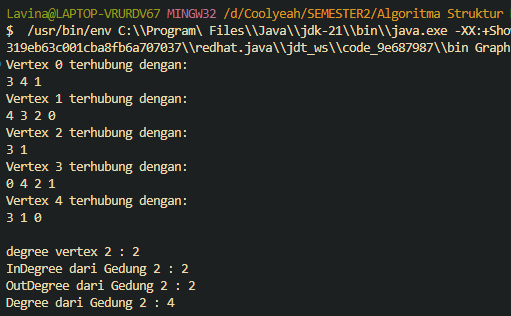 Lavina@LAPTOP-VRURDV67 MINGW32 /d/Coolyeah/SEMESTER2/Algoritma Struktur
$  /usr/bin/env C:\\Program\ Files\\Java\\jdk-21\\bin\\java.exe -XX:+Sho
319eb63c001cba8fb6a707037\\redhat.java\\jdt_ws\\code_9e687987\\bin Graph
Vertex 0 terhubung dengan:
3 4 1
Vertex 1 terhubung dengan:
4 3 2 0
Vertex 2 terhubung dengan:
3 1
Vertex 3 terhubung dengan:
0 4 2 1
Vertex 4 terhubung dengan:
3 1 0
degree vertex 2 : 2
InDegree dari Gedung 2 : 2
OutDegree dari Gedung 2 : 2
Degree dari Gedung 2 : 4